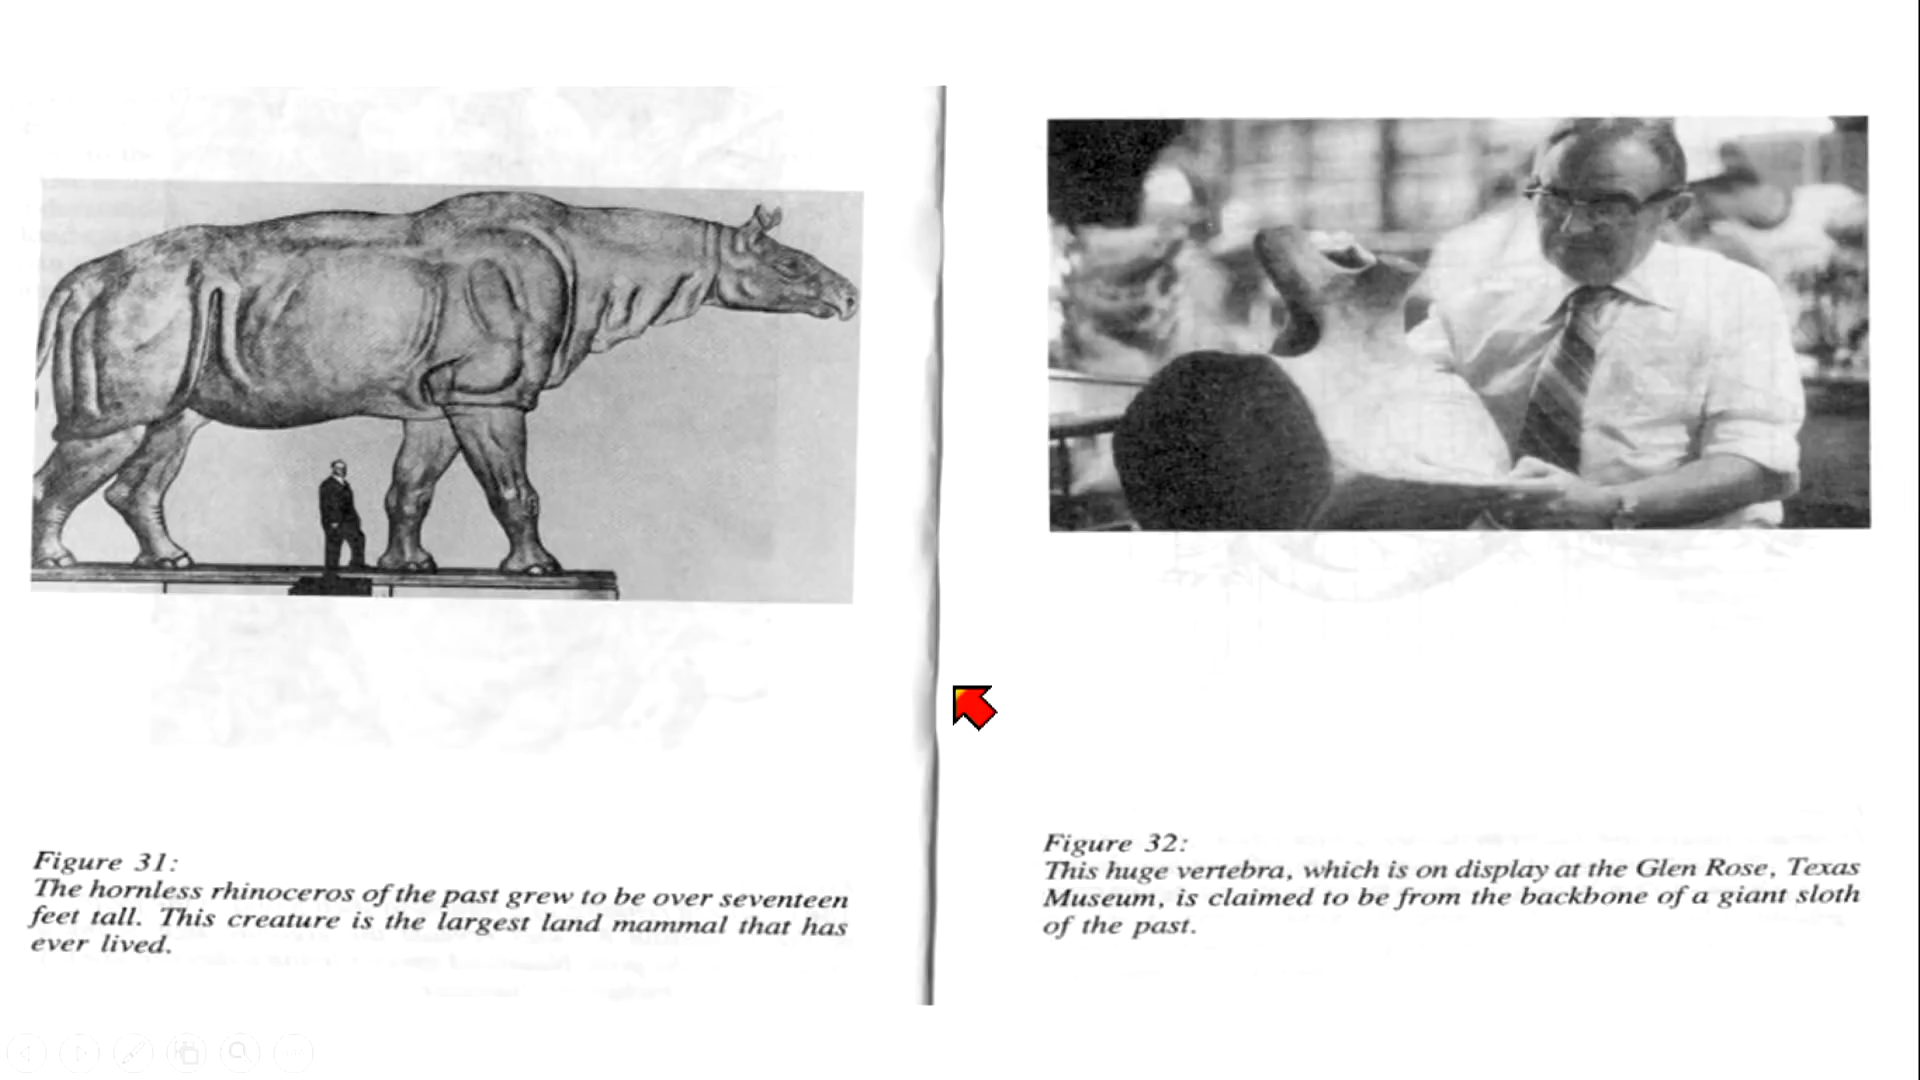 Figure 31:
The hornless rhinoceros of the past grew to be over seventeen
feet tall. This creature is the largest land mammal that has
ever lived.
Figure 32:
This huge vertebra, which is on display at the Glen Rose, Texas
Museum, is claimed to be from the backbone of a giant sloth
of the past.